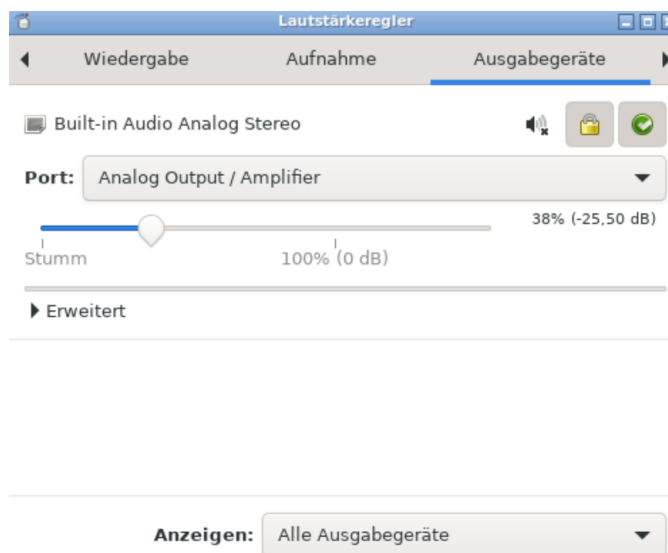 Lautstärkeregler
Wiedergabe Aufnahme Ausgabegeräte
Built-in Audio Analog Stereo
Port: Analog Output / Amplifier
38% (-25,50 dB)
Stumm 100% (0 dB)
Erweitert
Anzeigen: Alle Ausgabegeräte